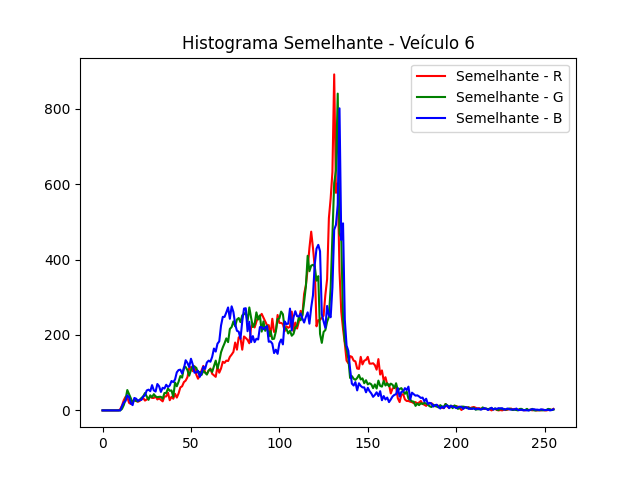 Histograma Semelhante - Veículo 6
Semelhante - R
Semelhante - G
Semelhante - B
800
600
400
200
0
0 50 100 150 200 250